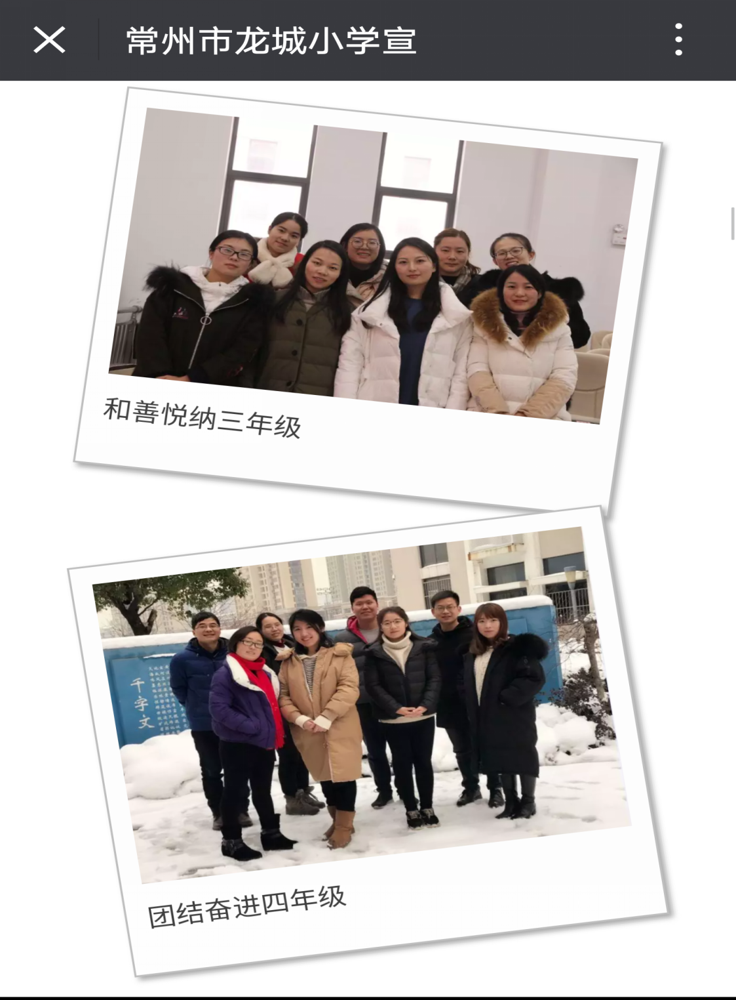 常州市龙城小学宣
和善悦纳三年级
千字文
团结奋进四年级